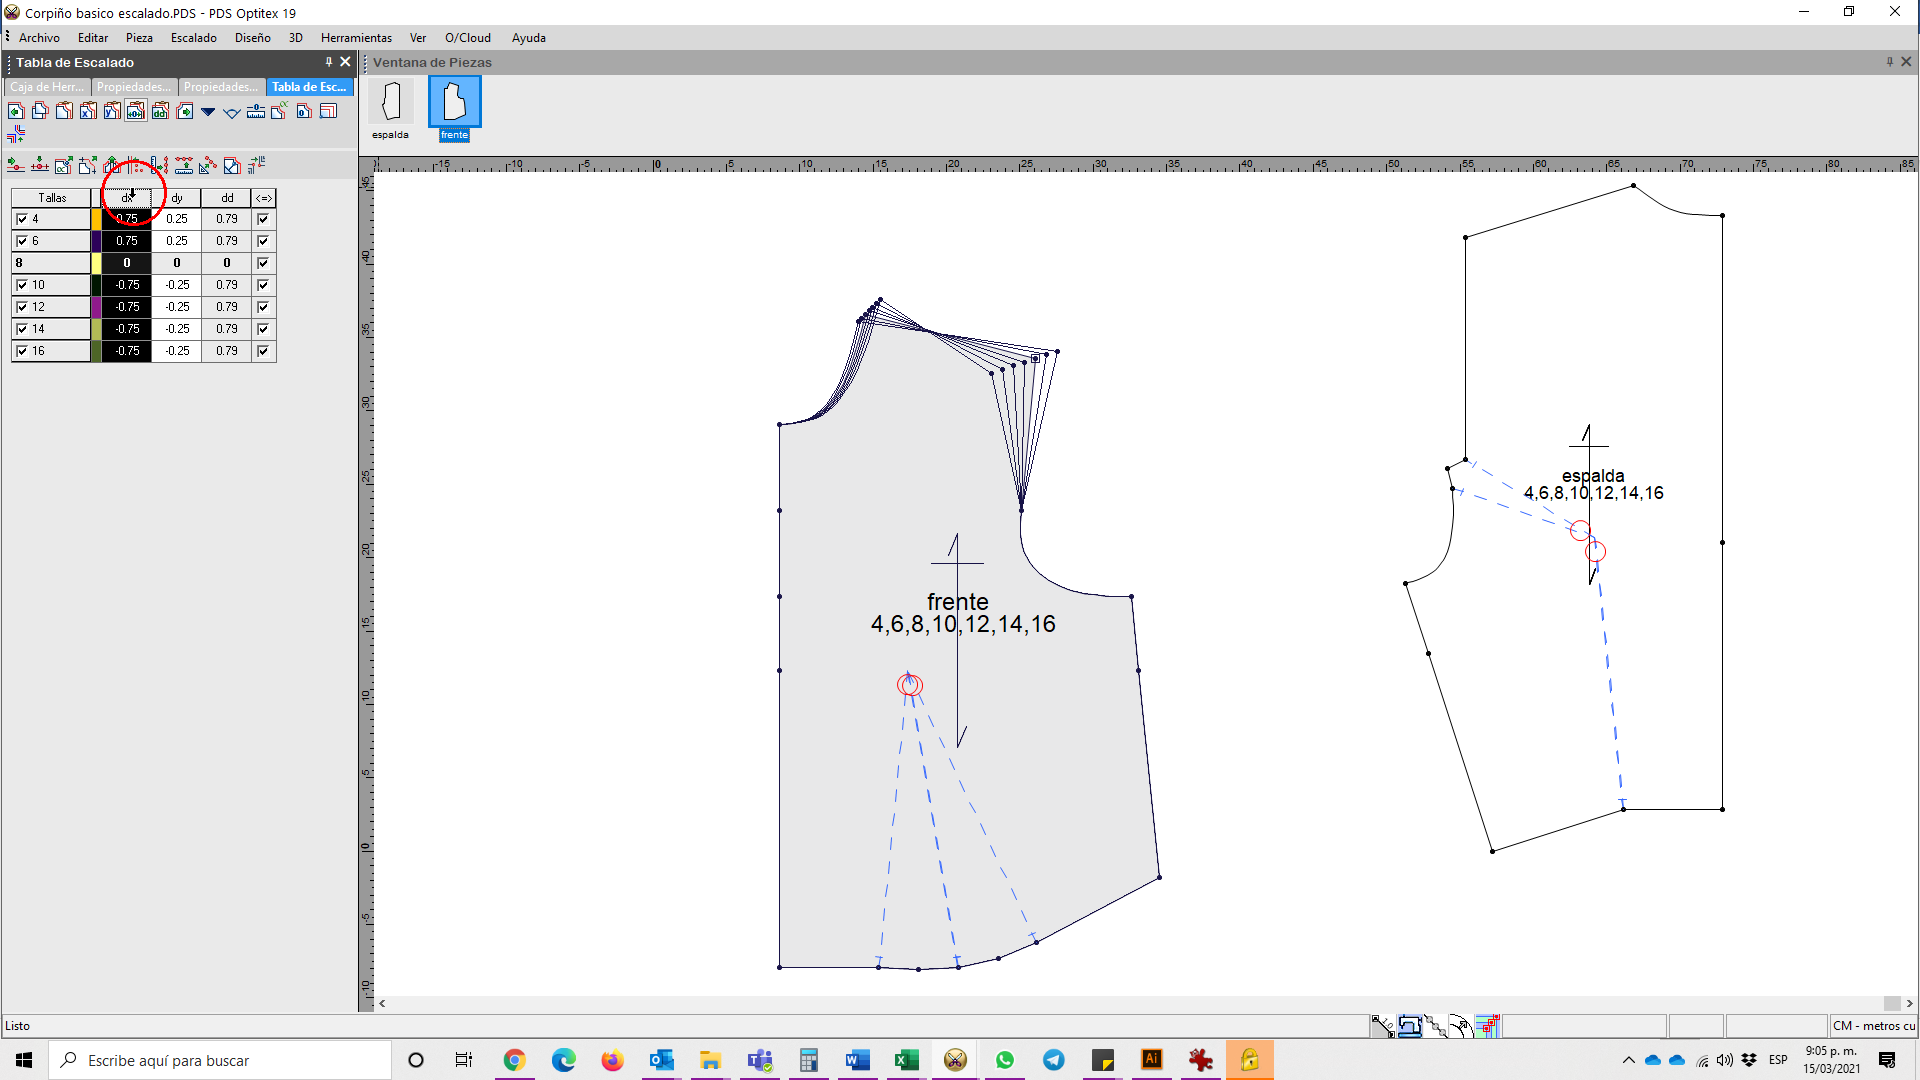 Corpiño basico escalado.PDS - PDS Optitex 19
Archivo Editar Pieza Escalado Diseño 3D Herramientas Ver O/Cloud Ayuda
Tabla de Escalado
Ventana de Piezas
Caja de Herr... Propiedades... Propiedades... Tabla de Esc...
espalda
frente
-15 -10 -5 0 5 10 15 20 25 30 35 40 45 50 55 60 65 70 75 80 85
45
40
35
30
25
20
15
10
5
0
-5
-10
Tallas dx dy dd <=>
4 0.75 0.25 0.79
6 0.75 0.25 0.79
8 0 0 0
10 -0.75 -0.25 0.79
12 -0.75 -0.25 0.79
14 -0.75 -0.25 0.79
16 -0.75 -0.25 0.79
espalda
4,6,8,10,12,14,16
frente
4,6,8,10,12,14,16
Listo
CM - metros cu
Escribe aquí para buscar
ESP
9:05 p. m.
15/03/2021